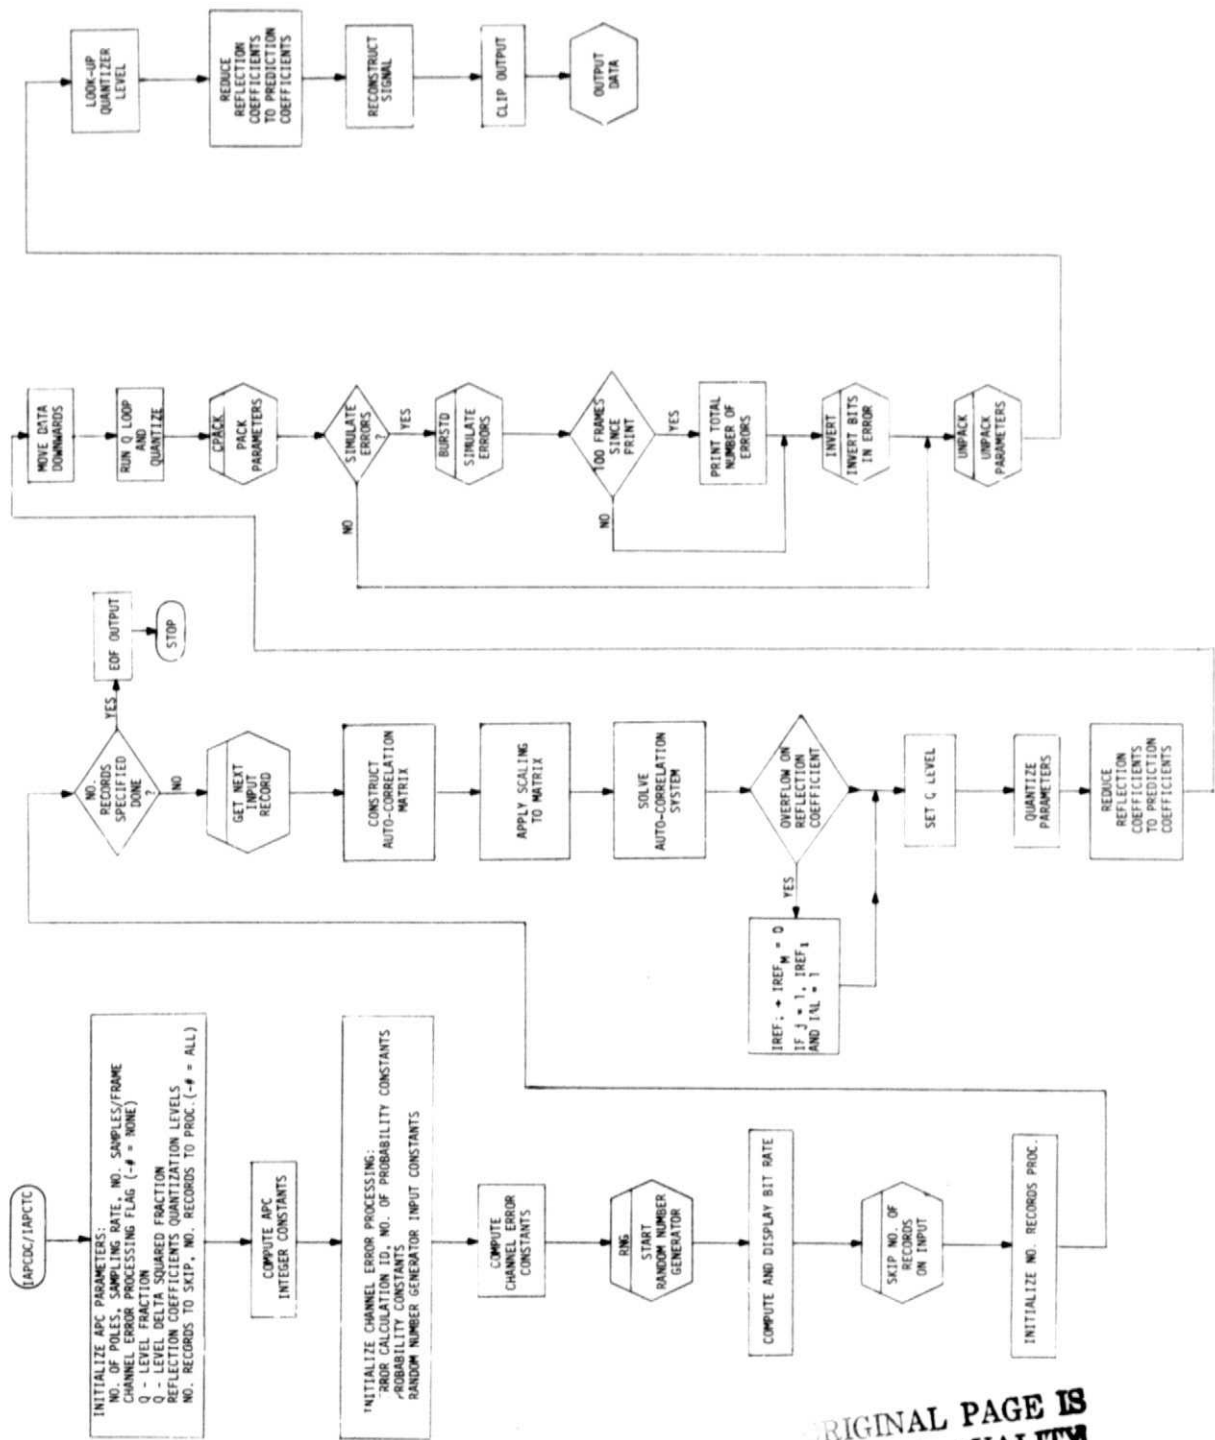 IAPCDC/IAPCTC
INITIALIZE APC PARAMETERS:
NO. OF POLES, SAMPLING RATE, NO. SAMPLES/FRAME
CHANNEL ERROR PROCESSING FLAG (-# = NONE)
Q - LEVEL FRACTION
Q - LEVEL DELTA SQUARED FRACTION
REFLECTION COEFFICIENTS QUANTIZATION LEVELS
NO. RECORDS TO SKIP, NO. RECORDS TO PROC.(-# = ALL)
COMPUTE APC
INTEGER CONSTANTS
INITIALIZE CHANNEL ERROR PROCESSING:
ERROR CALCULATION ID, NO. OF PROBABILITY CONSTANTS
PROBABILITY CONSTANTS
RANDOM NUMBER GENERATOR INPUT CONSTANTS
COMPUTE
CHANNEL ERROR
CONSTANTS
RNG
START
RANDOM NUMBER
GENERATOR
COMPUTE AND DISPLAY BIT RATE
SKIP NO. OF
RECORDS
ON INPUT
INITIALIZE NO. RECORDS PROC.
NO.
RECORDS
SPECIFIED
DONE
?
YES
EOF OUTPUT
STOP
NO
GET NEXT
INPUT
RECORD
CONSTRUCT
AUTO-CORRELATION
MATRIX
APPLY SCALING
TO MATRIX
SOLVE
AUTO-CORRELATION
SYSTEM
OVERFLOW ON
REFLECTION
COEFFICIENT
YES
IREF = 0
IF J = 1, IREF1
AND = 1
SET Q LEVEL
QUANTIZE
PARAMETERS
REDUCE
REFLECTION
COEFFICIENTS
TO PREDICTION
COEFFICIENTS
MOVE DATA
DOWNWARDS
RUN Q LOOP
AND
QUANTIZE
CPACK
PACK
PARAMETERS
SIMULATE
ERRORS
?
YES
NO
BURSTD
SIMULATE
ERRORS
100 FRAMES
SINCE
PRINT
YES
NO
PRINT TOTAL
NUMBER OF
ERRORS
INVERT
INVERT BITS
IN ERROR
UNPACK
UNPACK
PARAMETERS
LOOK-UP
QUANTIZER
LEVEL
REDUCE
REFLECTION
COEFFICIENTS
TO PREDICTION
COEFFICIENTS
RECONSTRUCT
SIGNAL
CLIP OUTPUT
OUTPUT
DATA
PAGE IS